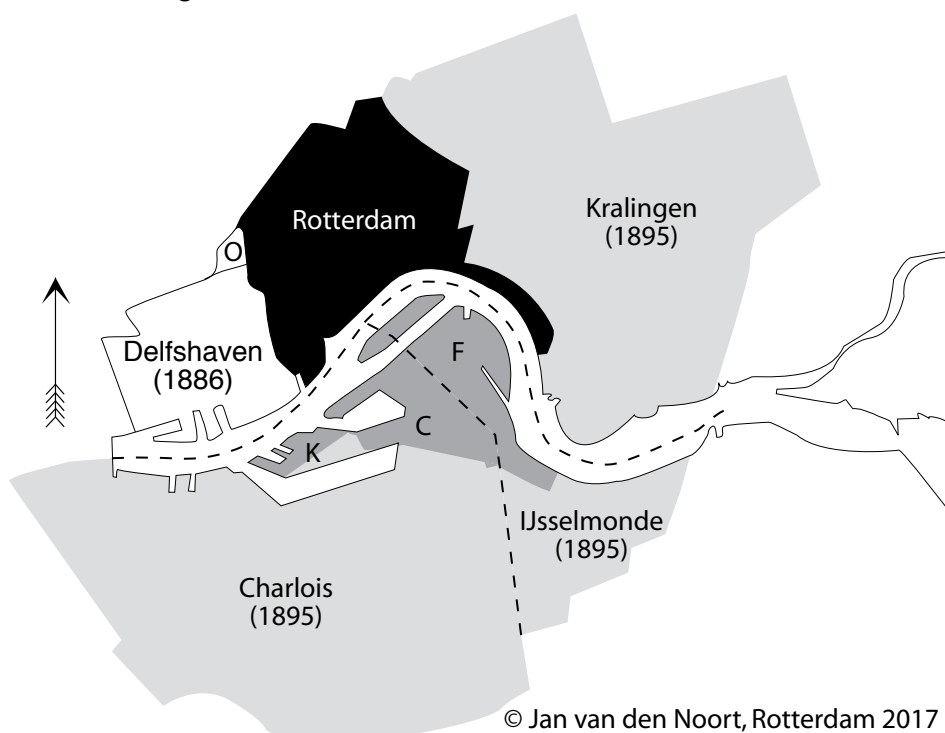 Rotterdam
Kralingen
(1895)
O
Delfshaven
(1886)
F
C
K
IJsselmonde
(1895)
Charlois
(1895)
© Jan van den Noort, Rotterdam 2017